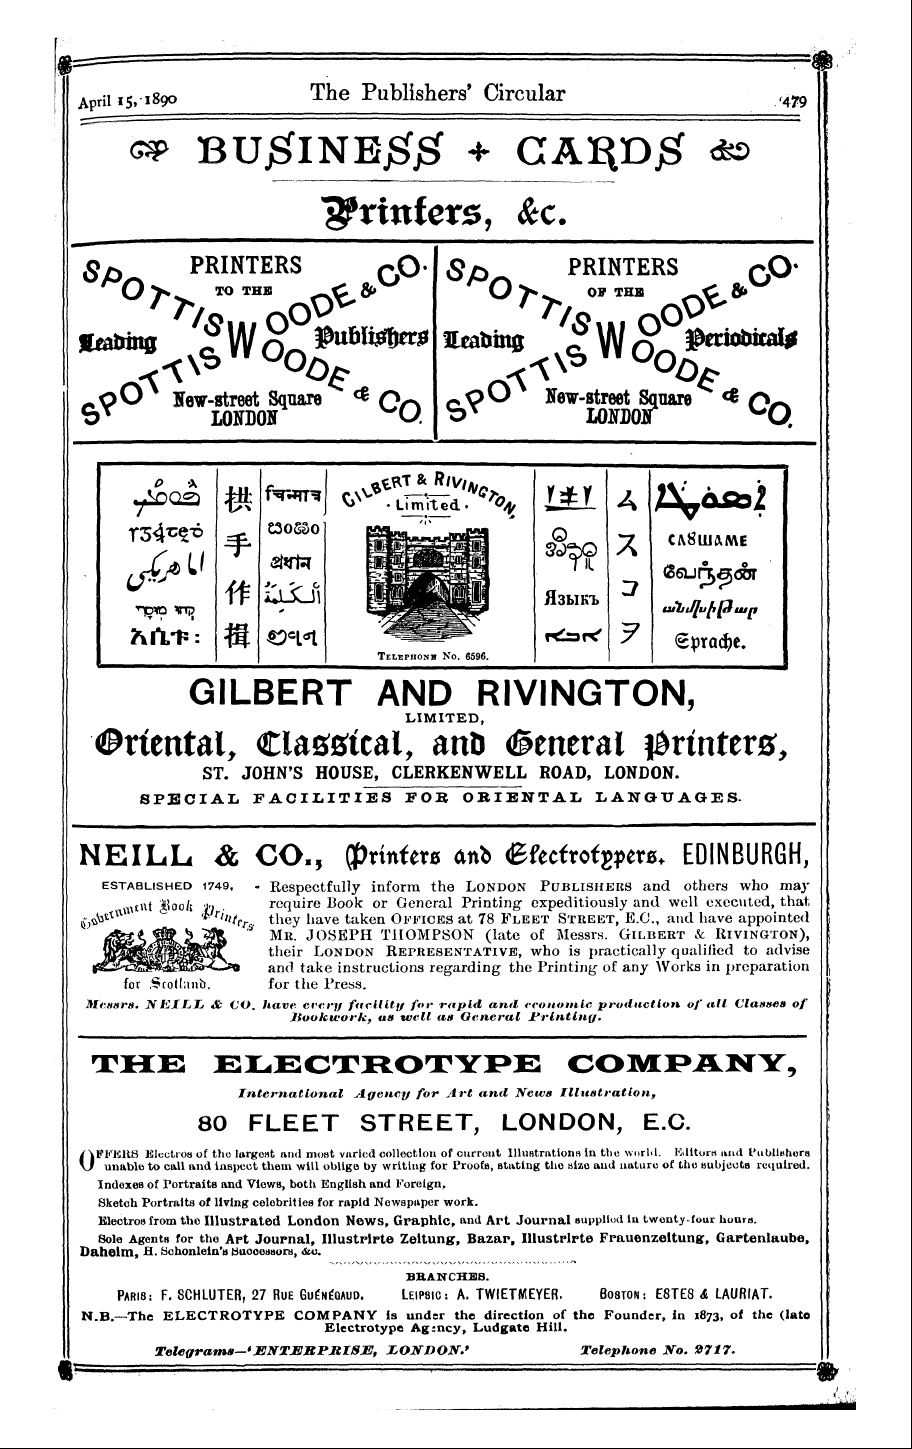 April 15, 1890
The Publishers' Circular
479
BUSINESS + CARDS
Printers, &c.
PRINTERS
TO THE
SPOTTISWOODE & CO.
Leading
Publishers
SPOTTISWOODE & CO.
New-street Square
LONDON
PRINTERS
OF THE
SPOTTISWOODE & CO.
Leading
Periodicals
SPOTTISWOODE & CO.
New-street Square
LONDON
拱
手
作
揖
चिन्माच
प्रधान
GILBERT & RIVINGTON,
Limited.
TELEPHONE No. 6596.
Языкъ
ム
ス
コ
ヲ
வேந்தன்
Sprache.
GILBERT AND RIVINGTON,
LIMITED,
Oriental, Classical, and General Printers,
ST. JOHN'S HOUSE, CLERKENWELL ROAD, LONDON.
SPECIAL FACILITIES FOR ORIENTAL LANGUAGES.
NEILL & CO., Printers and Electrotypers, EDINBURGH,
ESTABLISHED 1749,
Government Book Printers
for Scotland.
Respectfully inform the LONDON PUBLISHERS and others who may
require Book or General Printing expeditiously and well executed, that
they have taken OFFICES at 78 FLEET STREET, E.C., and have appointed
MR. JOSEPH THOMPSON (late of Messrs. GILBERT & RIVINGTON),
their LONDON REPRESENTATIVE, who is practically qualified to advise
and take instructions regarding the Printing of any Works in preparation
for the Press.
Messrs. NEILL & CO. have every facility for rapid and economic production of all Classes of
Bookwork, as well as General Printing.
THE ELECTROTYPE COMPANY,
International Agency for Art and News Illustration,
80 FLEET STREET, LONDON, E.C.
OFFERS Electros of the largest and most varied collection of current Illustrations in the world. Editors and Publishers
unable to call and inspect them will oblige by writing for Proofs, stating the size and nature of the subjects required.
Indexes of Portraits and Views, both English and Foreign.
Sketch Portraits of living celebrities for rapid Newspaper work.
Electros from the Illustrated London News, Graphic, and Art Journal supplied in twenty-four hours.
Sole Agents for the Art Journal, Illustrirte Zeitung, Bazar, Illustrirte Frauenzeitung, Gartenlaube,
Daheim, H. Schonlein's Successors, &c.
BRANCHES.
PARIS: F. SCHLUTER, 27 RUE GUÉNÉGAUD. LEIPSIC: A. TWIETMEYER. BOSTON: ESTES & LAURIAT.
N.B.—The ELECTROTYPE COMPANY is under the direction of the Founder, in 1873, of the (late
Electrotype Agency, Ludgate Hill.
Telegrams—'ENTERPRISE, LONDON.' Telephone No. 2717.